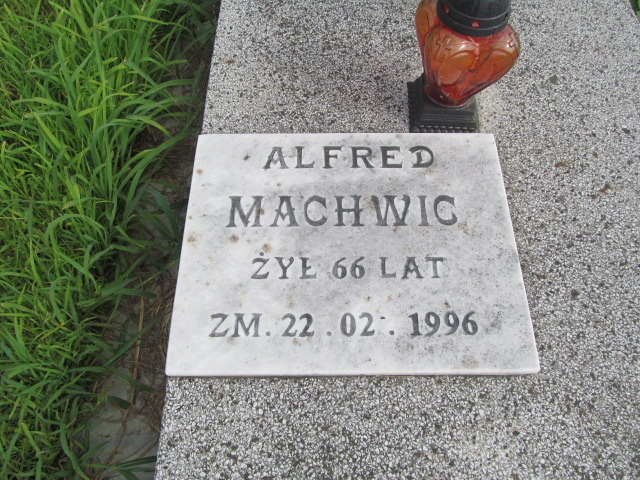 ALFRED
MACHWIC
ŻYŁ 66 LAT
ZM. 22.02.1996